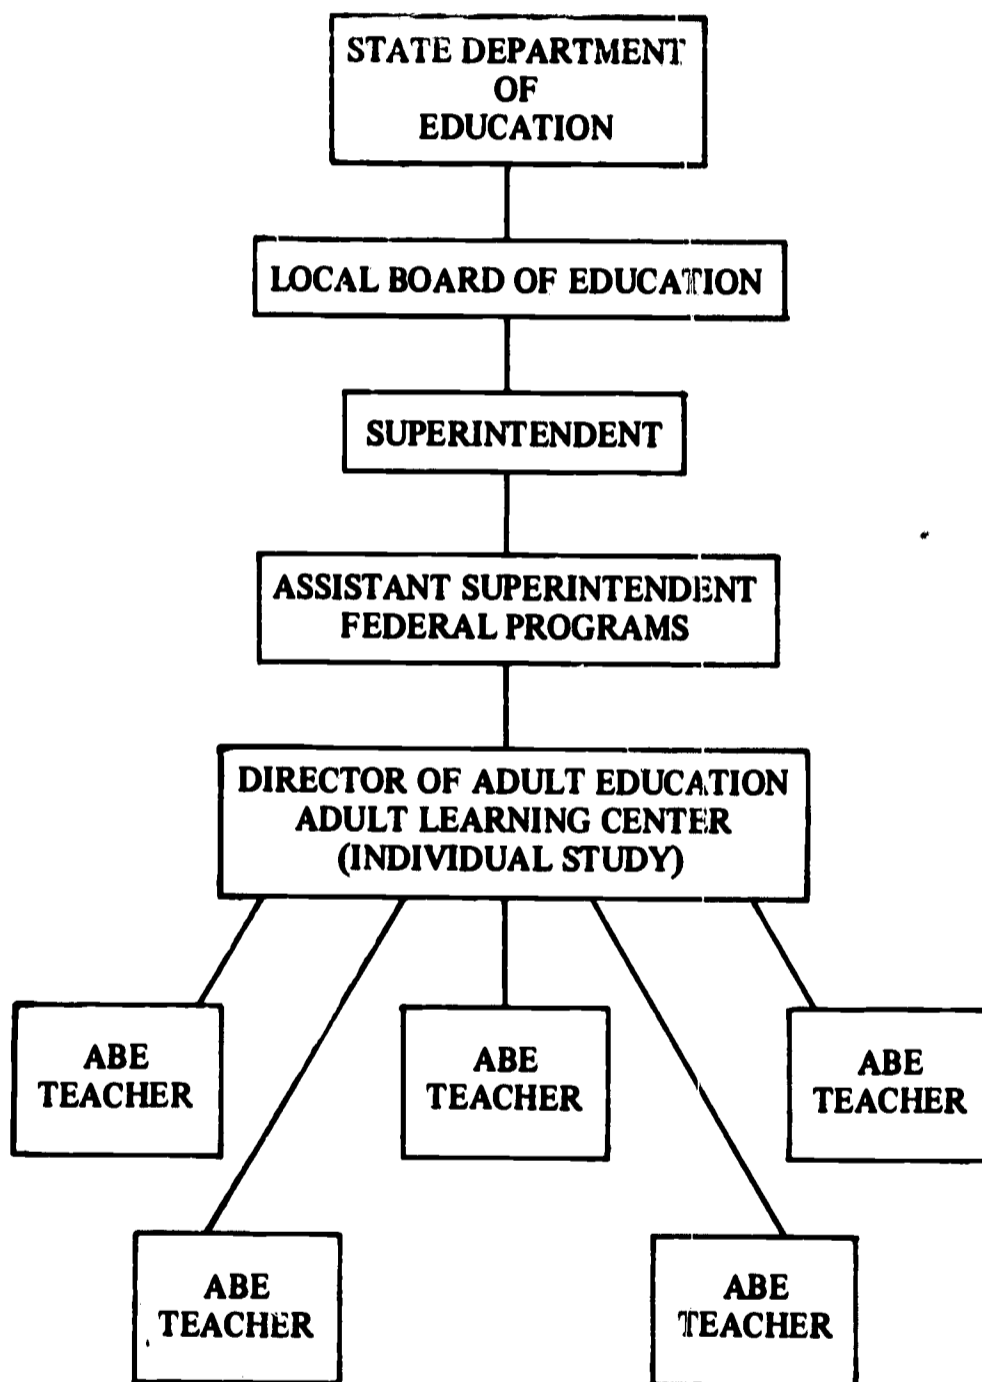 STATE DEPARTMENT
OF
EDUCATION
LOCAL BOARD OF EDUCATION
SUPERINTENDENT
ASSISTANT SUPERINTENDENT
FEDERAL PROGRAMS
DIRECTOR OF ADULT EDUCATION
ADULT LEARNING CENTER
(INDIVIDUAL STUDY)
ABE
TEACHER
ABE
TEACHER
ABE
TEACHER
ABE
TEACHER
ABE
TEACHER